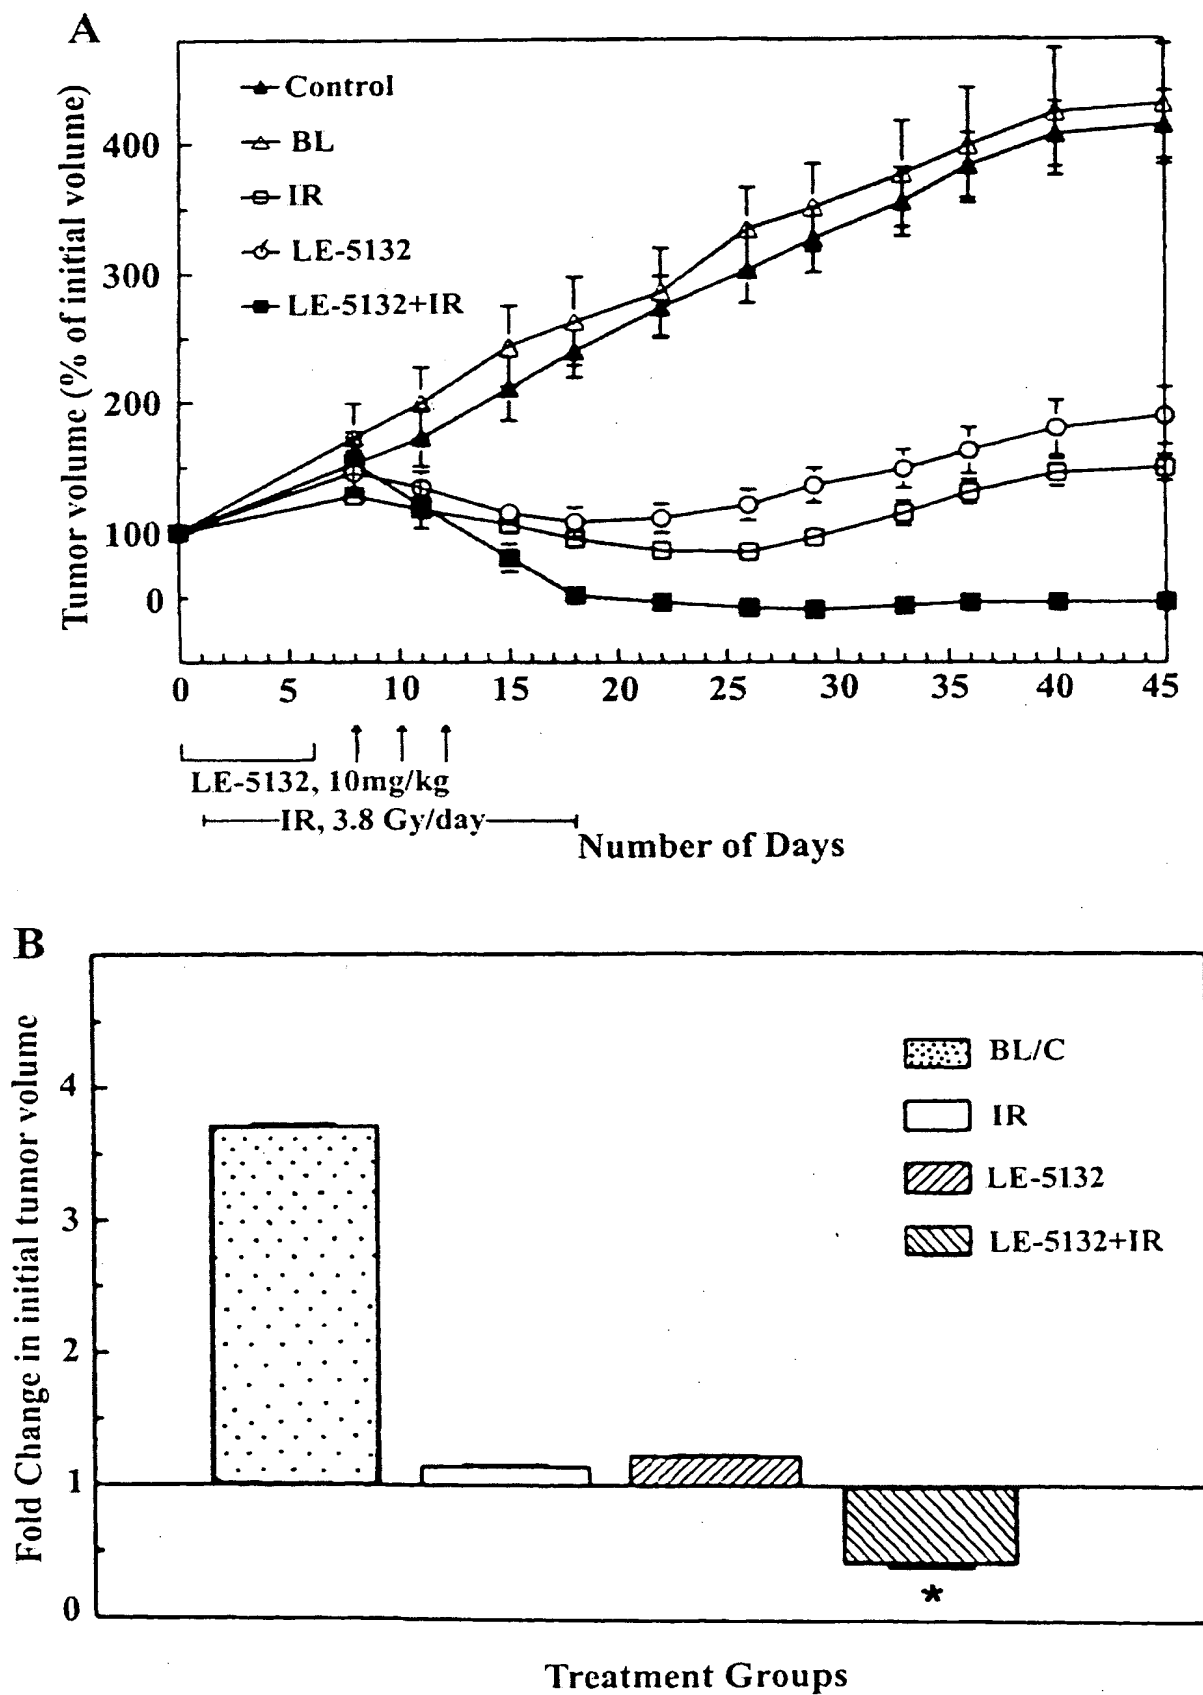 A
Control
BL
IR
LE-5132
LE-5132+IR
Tumor volume (% of initial volume)
400
300
200
100
0
0 5 10 15 20 25 30 35 40 45
LE-5132, 10mg/kg
IR, 3.8 Gy/day
Number of Days
B
BL/C
IR
LE-5132
LE-5132+IR
Fold Change in initial tumor volume
4
3
2
1
0
*
Treatment Groups